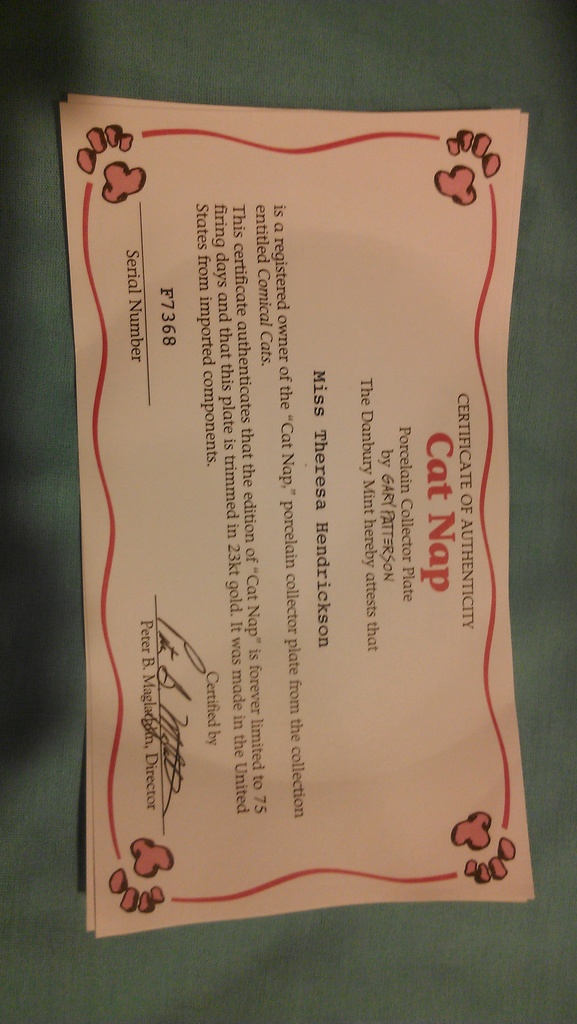 CERTIFICATE OF AUTHENTICITY
Cat Nap
Porcelain Collector Plate
by GARY PATTERSON
The Danbury Mint hereby attests that
Miss Theresa Hendrickson
is a registered owner of the "Cat Nap," porcelain collector plate from the collection
entitled Comical Cats.
This certificate authenticates that the edition of "Cat Nap" is forever limited to 75
firing days and that this plate is trimmed in 23kt gold. It was made in the United
States from imported components.
F7368
Serial Number
Certified by
Peter B. Maglathlin, Director